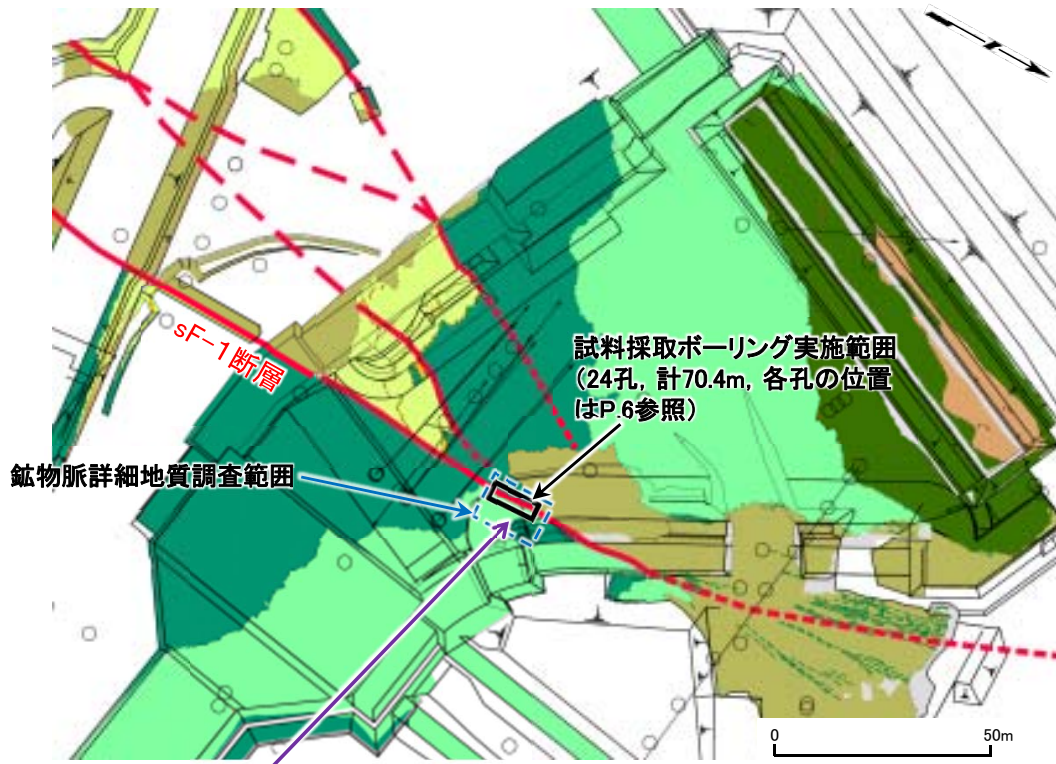 sF-1断層
試料採取ボーリング実施範囲
(24孔, 計70.4m, 各孔の位置
はP.6参照)
鉱物脈詳細地質調査範囲
0 50m